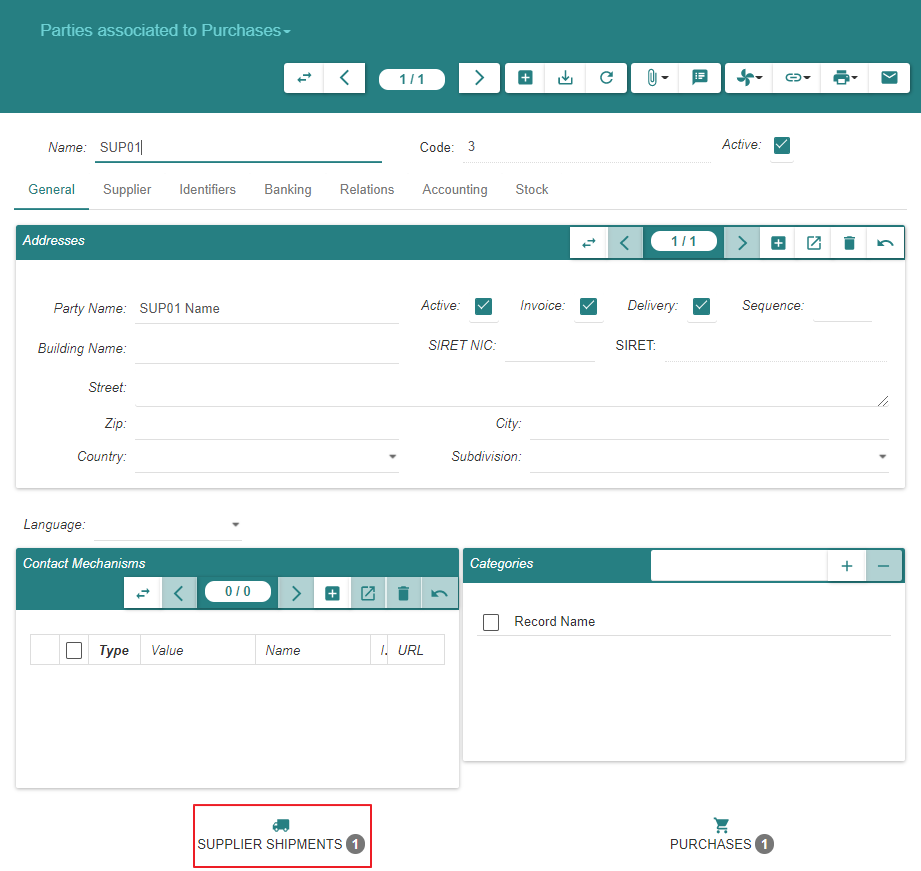 Parties associated to Purchases
1 / 1
Name: SUP01 Code: 3 Active:
General Supplier Identifiers Banking Relations Accounting Stock
Addresses 1 / 1
Party Name: SUP01 Name Active: Invoice: Delivery: Sequence:
Building Name: SIRET NIC: SIRET:
Street:
Zip: City:
Country: Subdivision:
Language:
Contact Mechanisms
0 / 0
Type Value Name URL
Categories
Record Name
SUPPLIER SHIPMENTS 1
PURCHASES 1